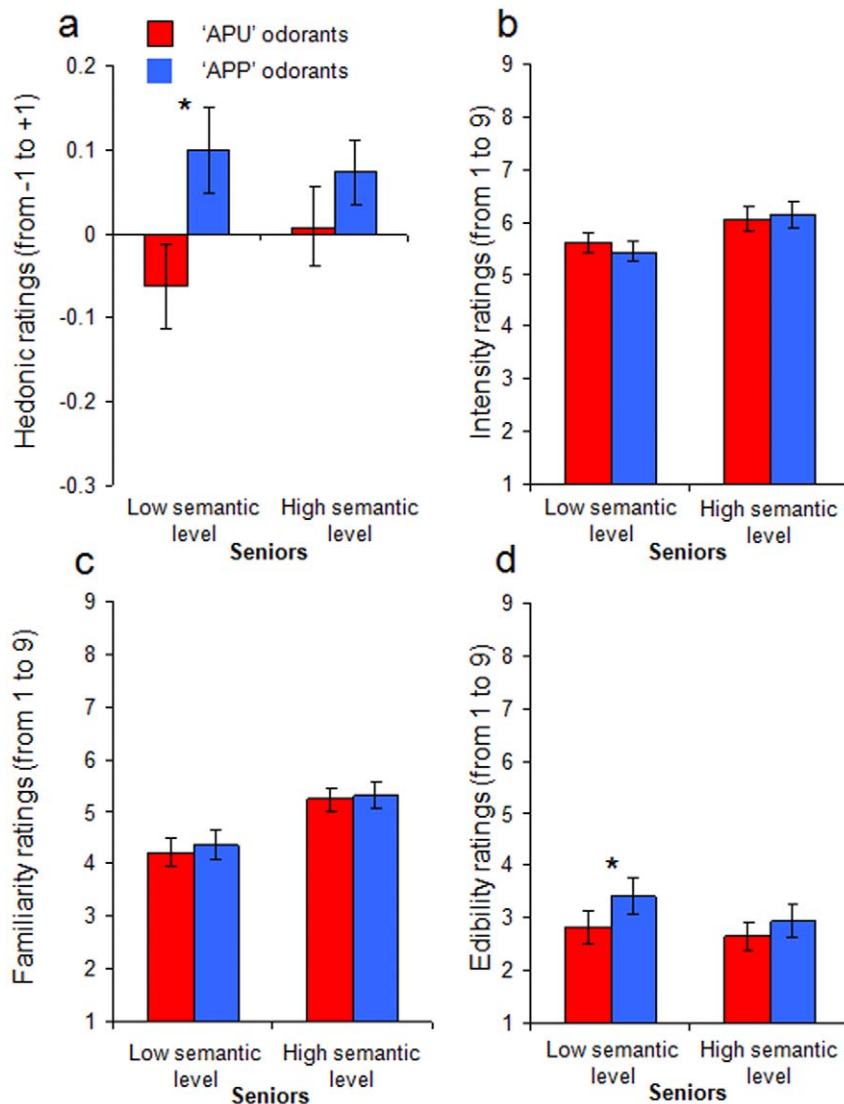 a
'APU' odorants
'APP' odorants
Hedonic ratings (from -1 to +1)
0.2
0.1
0
-0.1
-0.2
-0.3
*
Low semantic level
High semantic level
Seniors
b
Intensity ratings (from 1 to 9)
9
8
7
6
5
4
3
2
1
Low semantic level
High semantic level
Seniors
c
Familiarity ratings (from 1 to 9)
9
8
7
6
5
4
3
2
1
Low semantic level
High semantic level
Seniors
d
Edibility ratings (from 1 to 9)
9
8
7
6
5
4
3
2
1
*
Low semantic level
High semantic level
Seniors